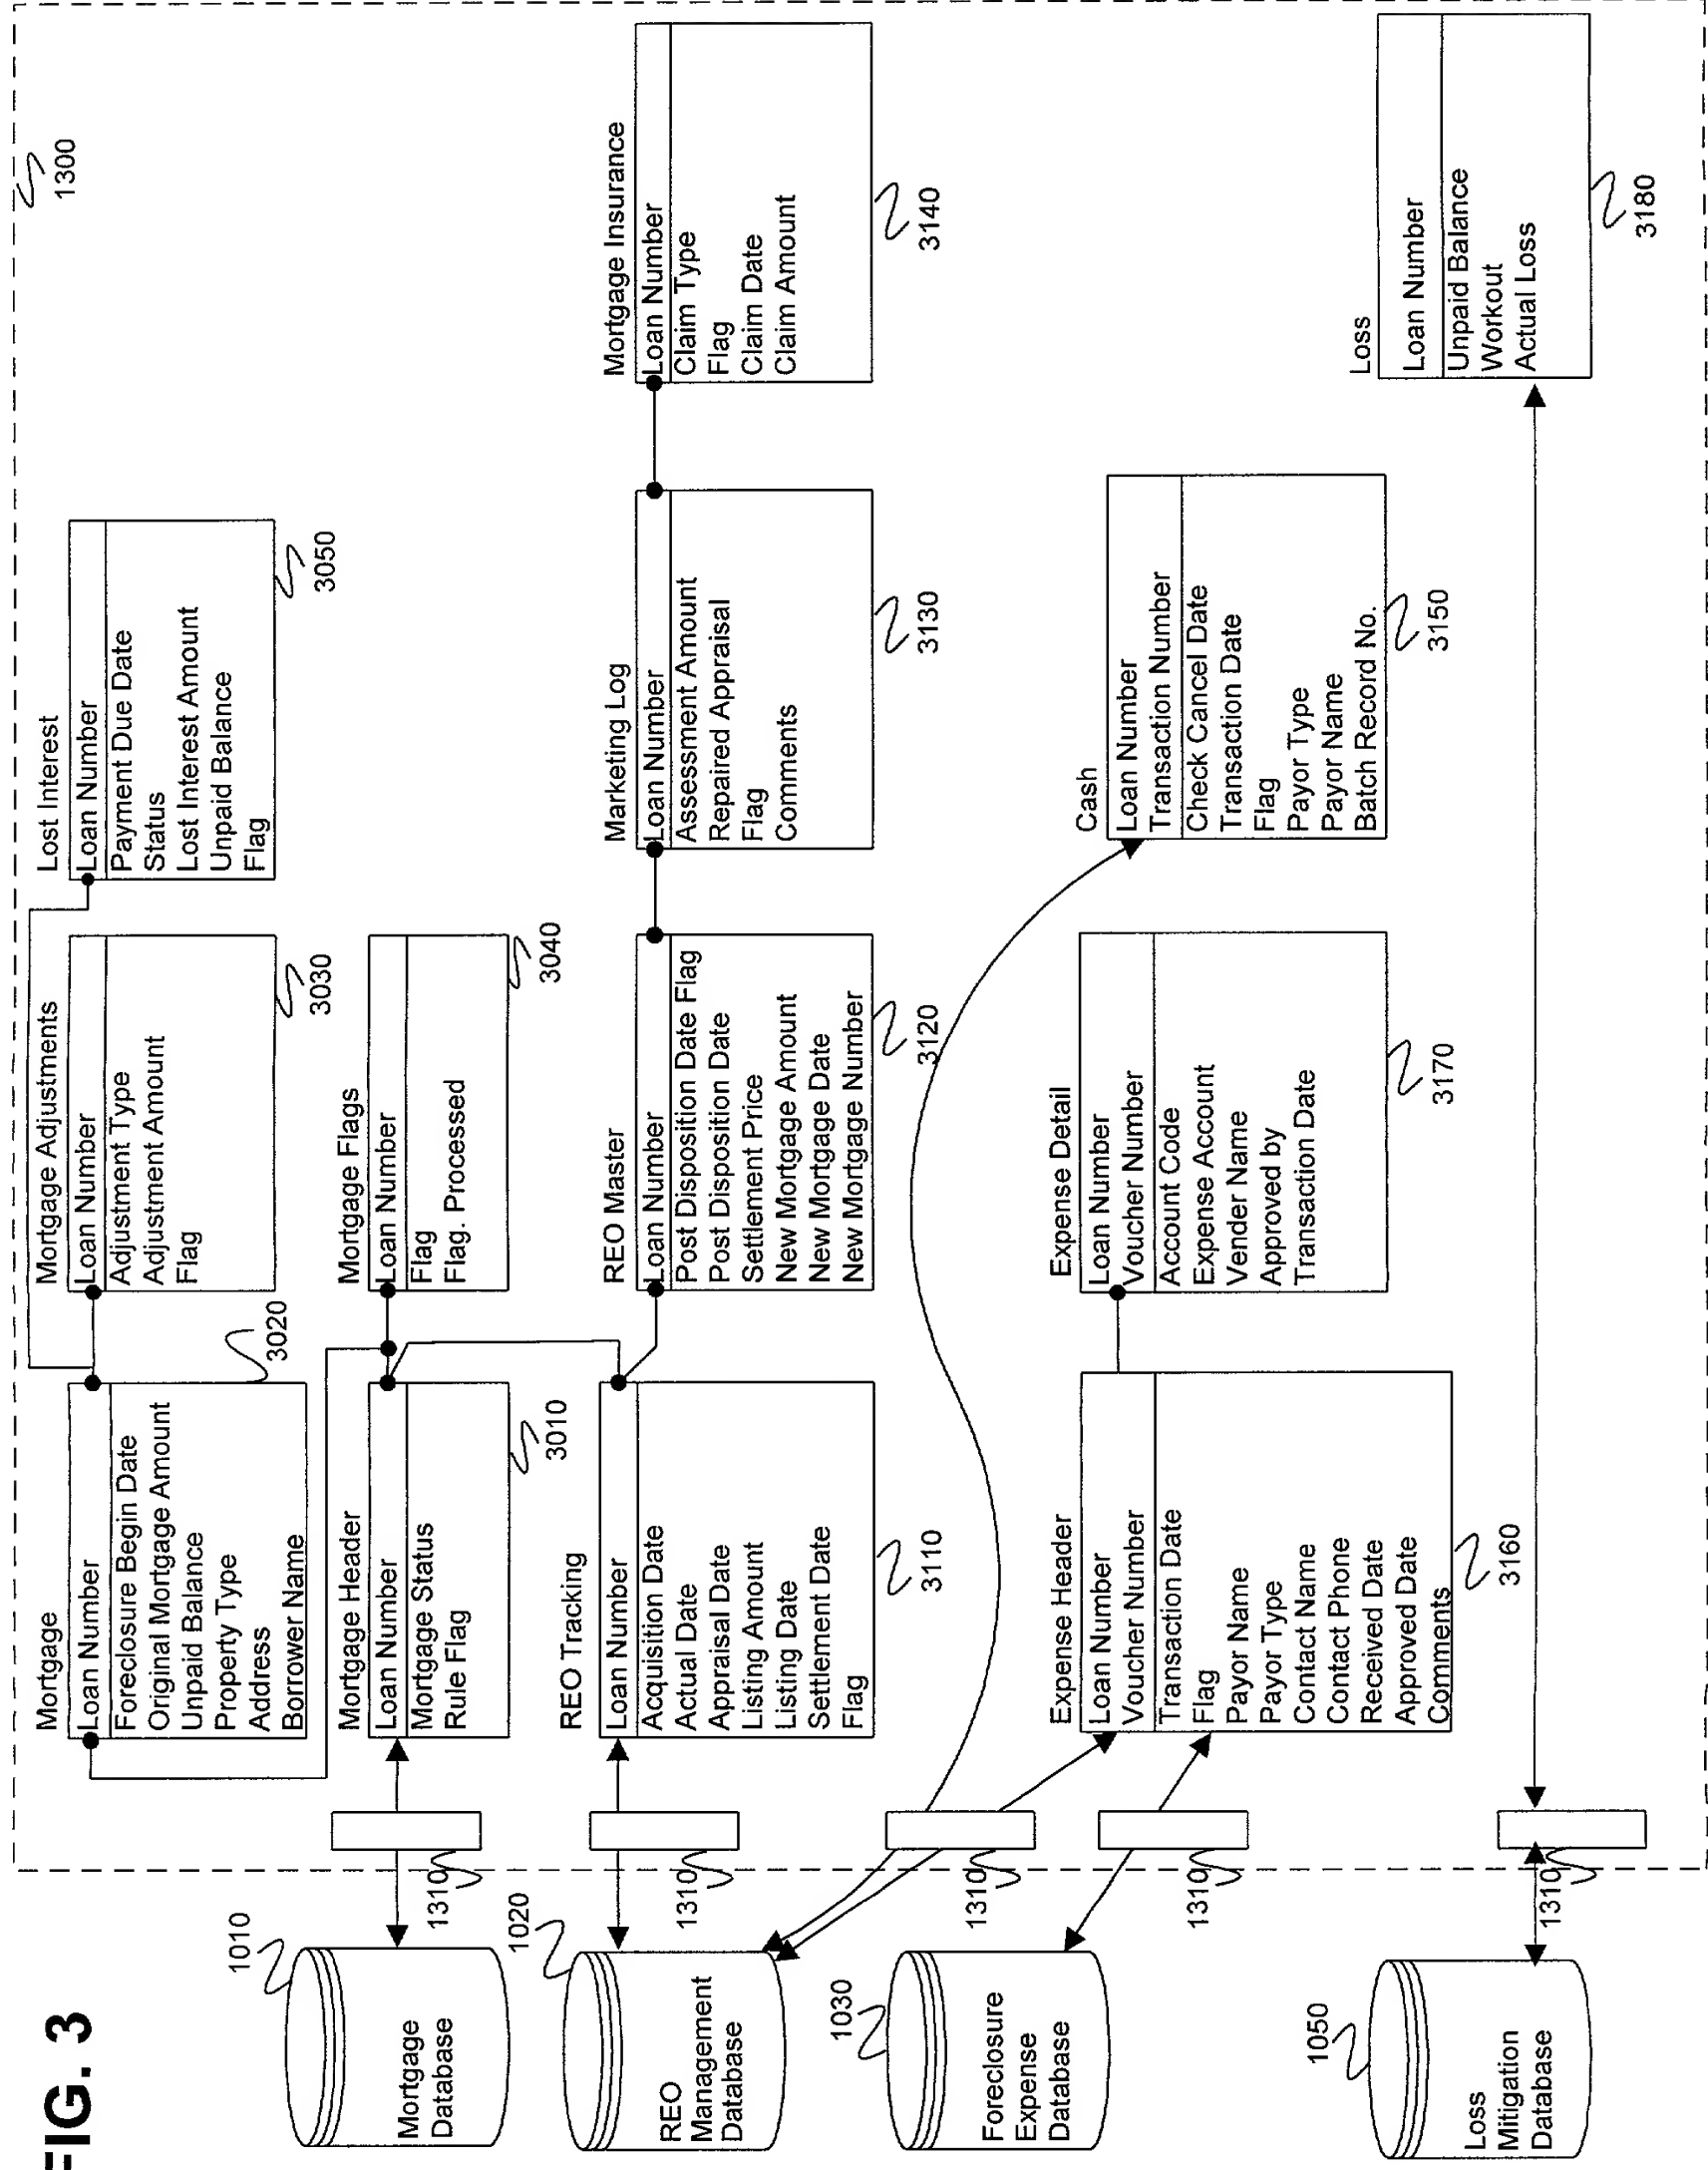 FIG. 3
1300
Mortgage
Loan Number
Foreclosure Begin Date
Original Mortgage Amount
Unpaid Balance
Property Type
Address
Borrower Name
3020
Mortgage Adjustments
Loan Number
Adjustment Type
Adjustment Amount
Flag
3030
Lost Interest
Loan Number
Payment Due Date
Status
Lost Interest Amount
Unpaid Balance
Flag
3050
1010
Mortgage
Database
1310
Mortgage Header
Loan Number
Mortgage Status
Rule Flag
3010
Mortgage Flags
Loan Number
Flag
Flag. Processed
3040
1020
REO
Management
Database
1310
REO Tracking
Loan Number
Acquisition Date
Actual Date
Appraisal Date
Listing Amount
Listing Date
Settlement Date
Flag
3110
REO Master
Loan Number
Post Disposition Date Flag
Post Disposition Date
Settlement Price
New Mortgage Amount
New Mortgage Date
New Mortgage Number
3120
Marketing Log
Loan Number
Assessment Amount
Repaired Appraisal
Flag
Comments
3130
Mortgage Insurance
Loan Number
Claim Type
Flag
Claim Date
Claim Amount
3140
1030
Foreclosure
Expense
Database
1310
1310
Expense Header
Loan Number
Voucher Number
Transaction Date
Flag
Payor Name
Payor Type
Contact Name
Contact Phone
Received Date
Approved Date
Comments
3160
Expense Detail
Loan Number
Voucher Number
Account Code
Expense Account
Vender Name
Approved by
Transaction Date
3170
Cash
Loan Number
Transaction Number
Check Cancel Date
Transaction Date
Flag
Payor Type
Payor Name
Batch Record No.
3150
1050
Loss
Mitigation
Database
1310
Loss
Loan Number
Unpaid Balance
Workout
Actual Loss
3180